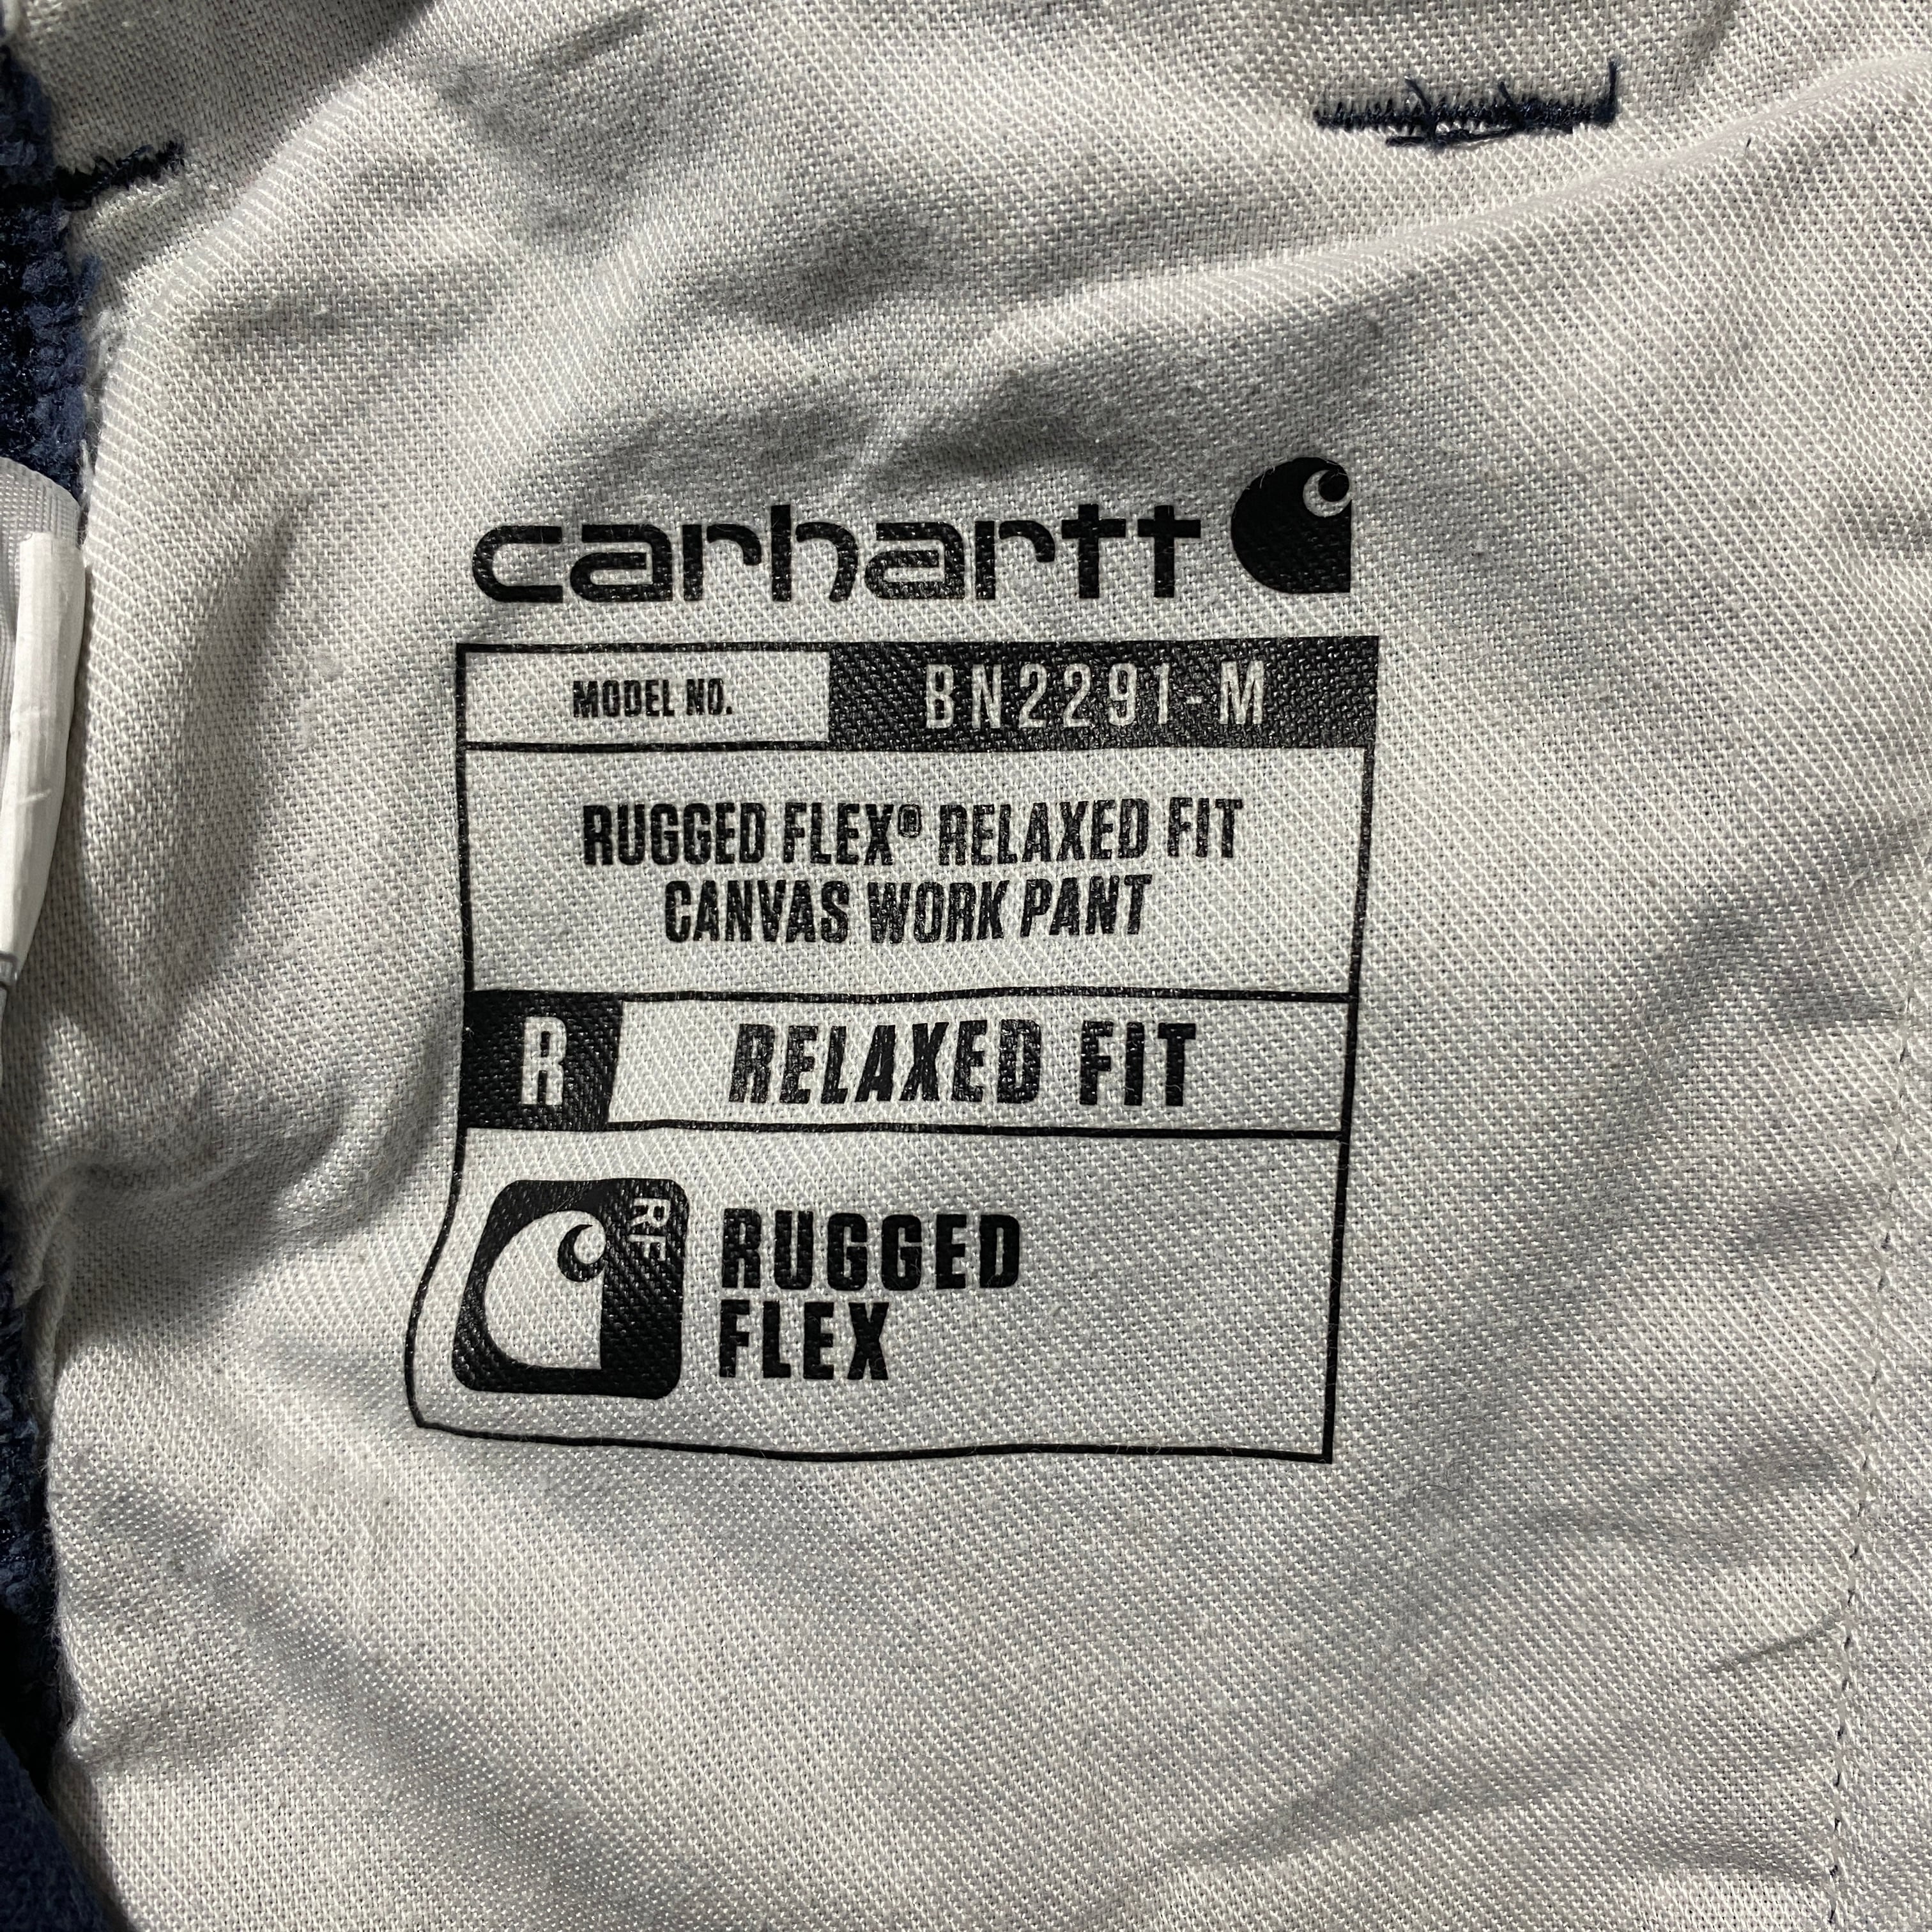 carhartt
MODEL NO. BN2291-M
RUGGED FLEX® RELAXED FIT
CANVAS WORK PANT
R RELAXED FIT
RF
RUGGED
FLEX